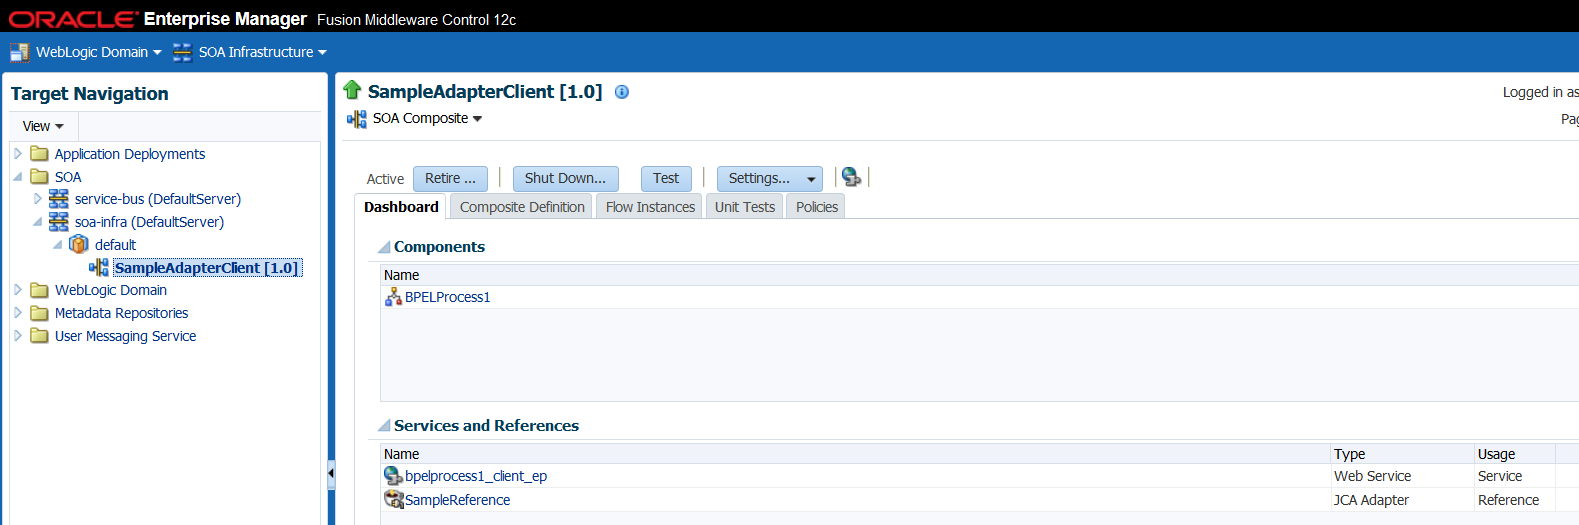 ORACLE Enterprise Manager Fusion Middleware Control 12c
WebLogic Domain SOA Infrastructure
Target Navigation
View
Application Deployments
SOA
service-bus (DefaultServer)
soa-infra (DefaultServer)
default
SampleAdapterClient [1.0]
WebLogic Domain
Metadata Repositories
User Messaging Service
SampleAdapterClient [1.0]
Logged in as
SOA Composite
Pag
Active Retire ... Shut Down... Test Settings...
Dashboard Composite Definition Flow Instances Unit Tests Policies
Components
Name
BPELProcess1
Services and References
Name Type Usage
bpelprocess1_client_ep Web Service Service
SampleReference JCA Adapter Reference